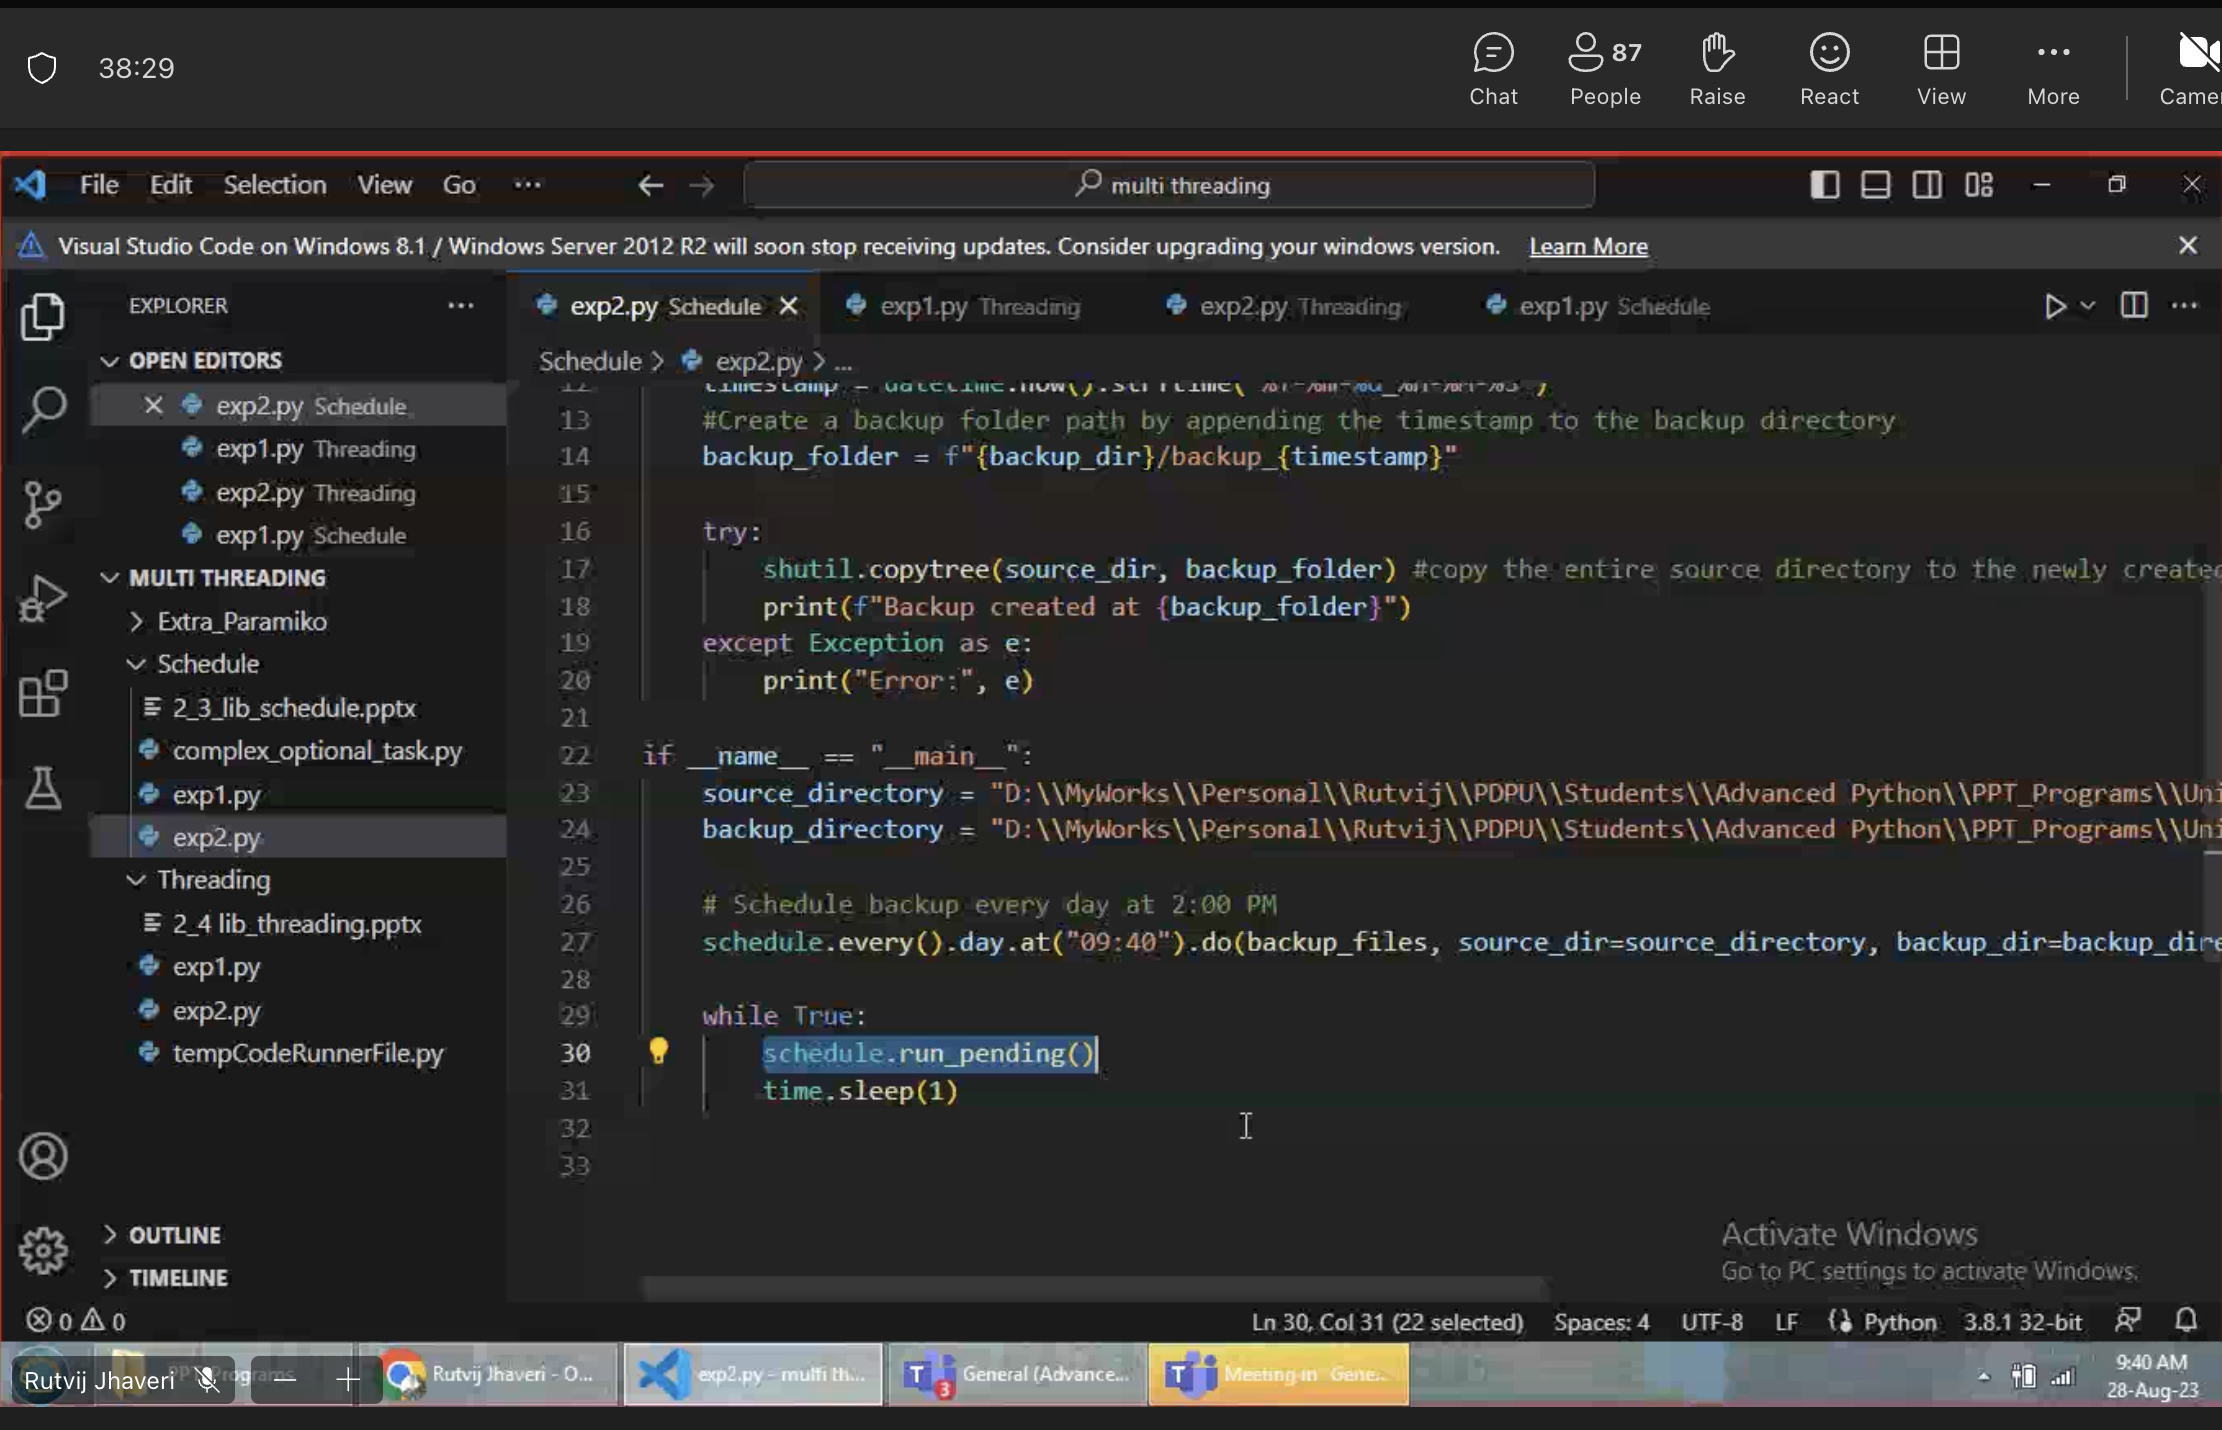 38:29
Chat
87
People
Raise
React
View
More
Came
File Edit Selection View Go ...
multi threading
Visual Studio Code on Windows 8.1 / Windows Server 2012 R2 will soon stop receiving updates. Consider upgrading your windows version. Learn More
EXPLORER
OPEN EDITORS
exp2.py Schedule
exp1.py Threading
exp2.py Threading
exp1.py Schedule
MULTI THREADING
Extra_Paramiko
Schedule
2_3_lib_schedule.pptx
complex_optional_task.py
exp1.py
exp2.py
Threading
2_4 lib_threading.pptx
exp1.py
exp2.py
tempCodeRunnerFile.py
OUTLINE
TIMELINE
exp2.py Schedule
exp1.py Threading
exp2.py Threading
exp1.py Schedule
Schedule > exp2.py > ...
12 timestamp = datetime.now().strftime(
13 #Create a backup folder path by appending the timestamp to the backup directory
14 backup_folder = f"{backup_dir}/backup_{timestamp}"
15
16 try:
17 shutil.copytree(source_dir, backup_folder) #copy the entire source directory to the newly created
18 print(f"Backup created at {backup_folder}")
19 except Exception as e:
20 print("Error:", e)
21
22 if __name__ == "__main__":
23 source_directory = "D:\\MyWorks\\Personal\\Rutvij\\PDPU\\Students\\Advanced Python\\PPT_Programs\\Uni
24 backup_directory = "D:\\MyWorks\\Personal\\Rutvij\\PDPU\\Students\\Advanced Python\\PPT_Programs\\Uni
25
26 # Schedule backup every day at 2:00 PM
27 schedule.every().day.at("09:40").do(backup_files, source_dir=source_directory, backup_dir=backup_dire
28
29 while True:
30 schedule.run_pending()
31 time.sleep(1)
32
33
Activate Windows
Go to PC settings to activate Windows.
0 0
Ln 30, Col 31 (22 selected) Spaces: 4 UTF-8 LF Python 3.8.1 32-bit
Rutvij Jhaveri
Rutvij Jhaveri - O...
exp2.py - multi th...
3
General (Advance...
Meeting in Gene...
9:40 AM
28-Aug-23